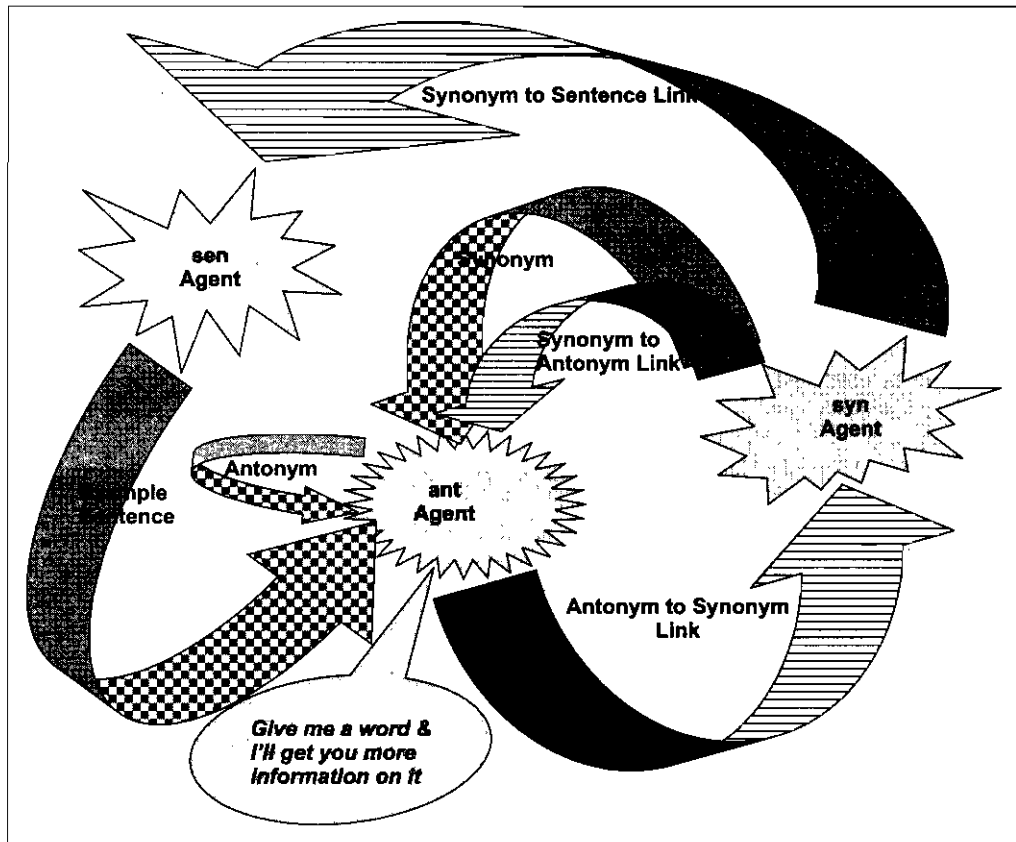 Synonym to Sentence Link
sen
Agent
Synonym
Synonym to
Antonym Link
syn
Agent
Antonym
ant
Agent
Antonym to Synonym
Link
Give me a word &
I'll get you more
information on it